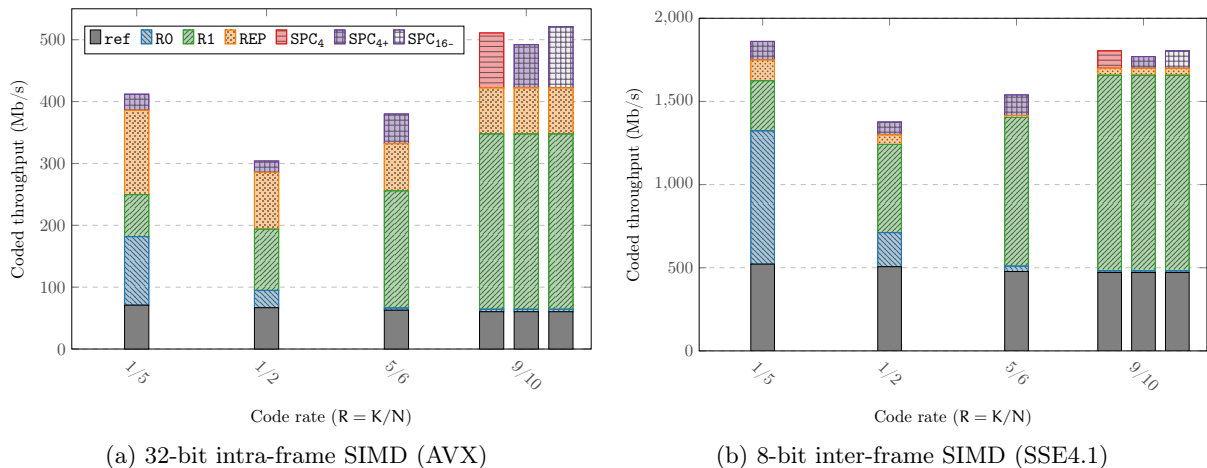 Coded throughput (Mb/s)
500
400
300
200
100
0
ref R0 R1 REP SPC₄ SPC₄₊ SPC₁₆₋
1/5 1/2 5/6 9/10
Code rate (R = K/N)
(a) 32-bit intra-frame SIMD (AVX)
Coded throughput (Mb/s)
2,000
1,500
1,000
500
0
1/5 1/2 5/6 9/10
Code rate (R = K/N)
(b) 8-bit inter-frame SIMD (SSE4.1)